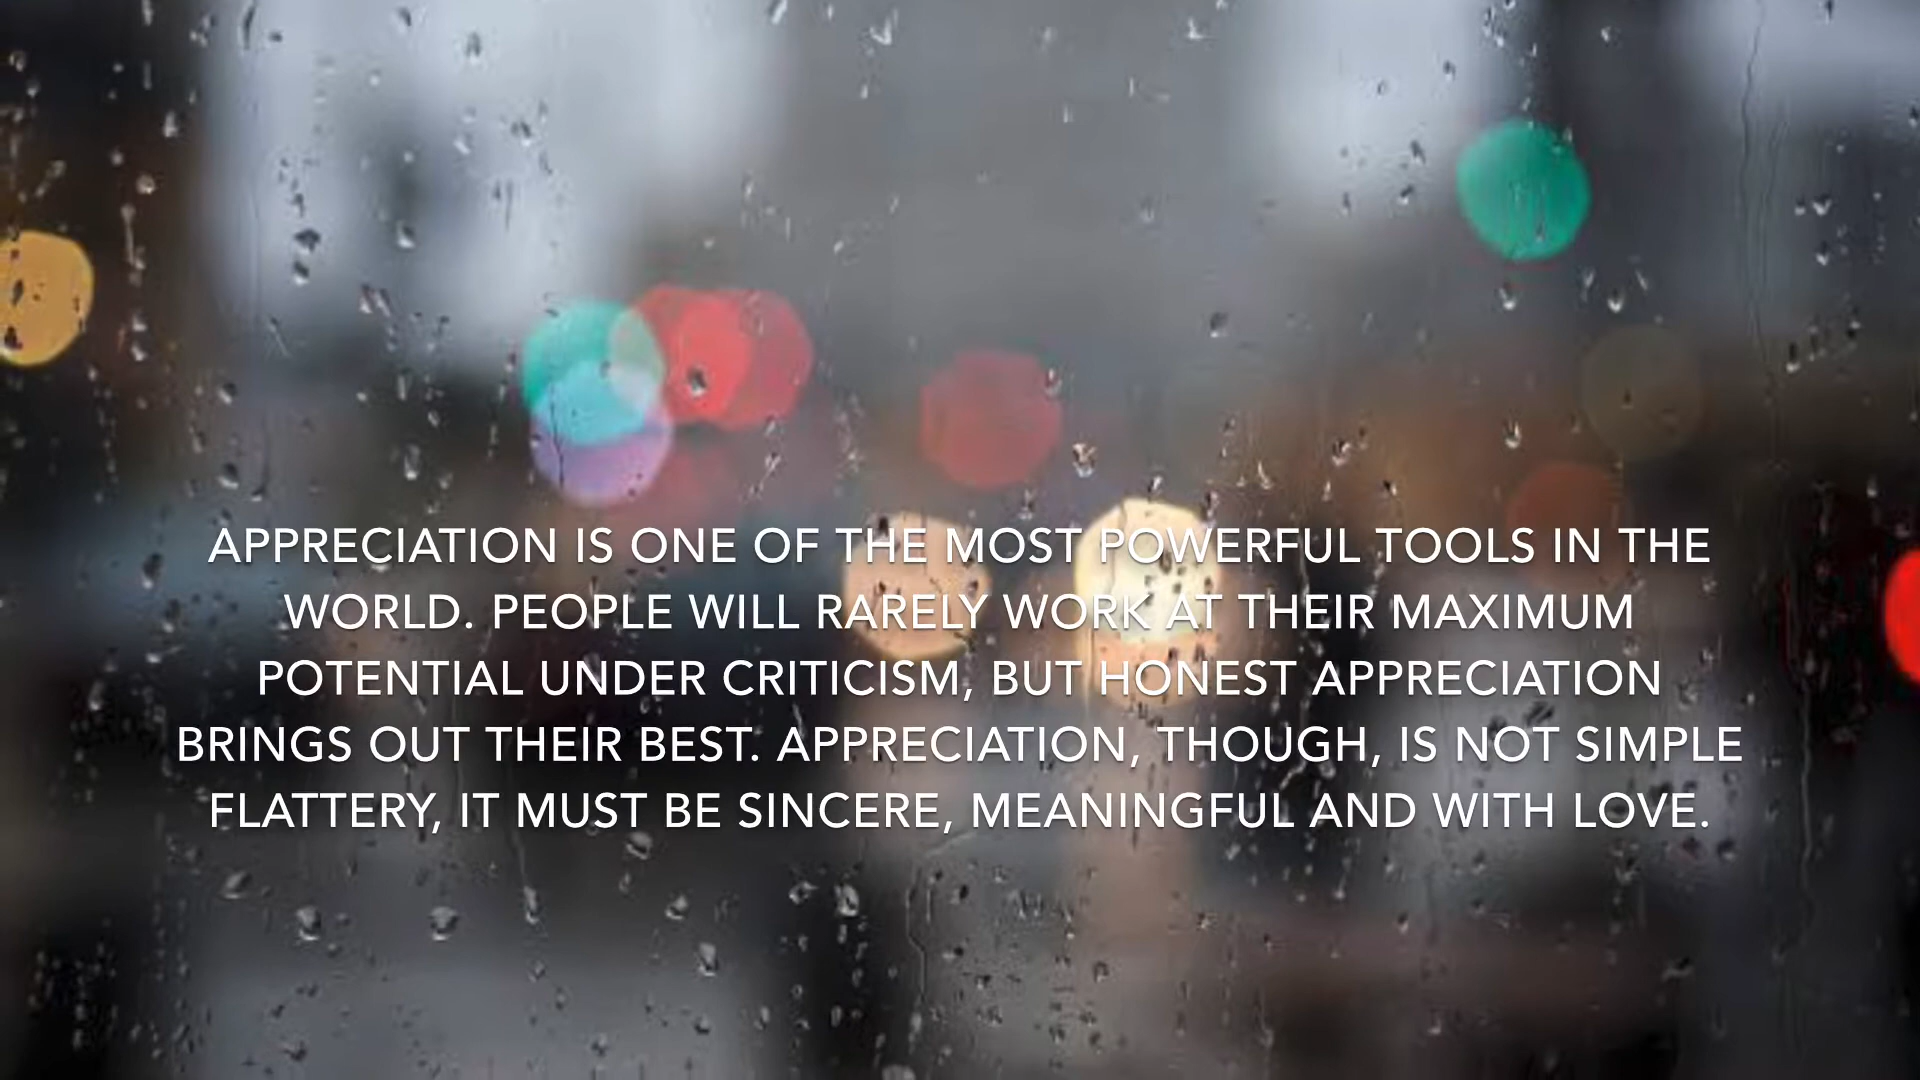 APPRECIATION IS ONE OF THE MOST POWERFUL TOOLS IN THE
WORLD. PEOPLE WILL RARELY WORK AT THEIR MAXIMUM
POTENTIAL UNDER CRITICISM, BUT HONEST APPRECIATION
BRINGS OUT THEIR BEST. APPRECIATION, THOUGH, IS NOT SIMPLE
FLATTERY, IT MUST BE SINCERE, MEANINGFUL AND WITH LOVE.